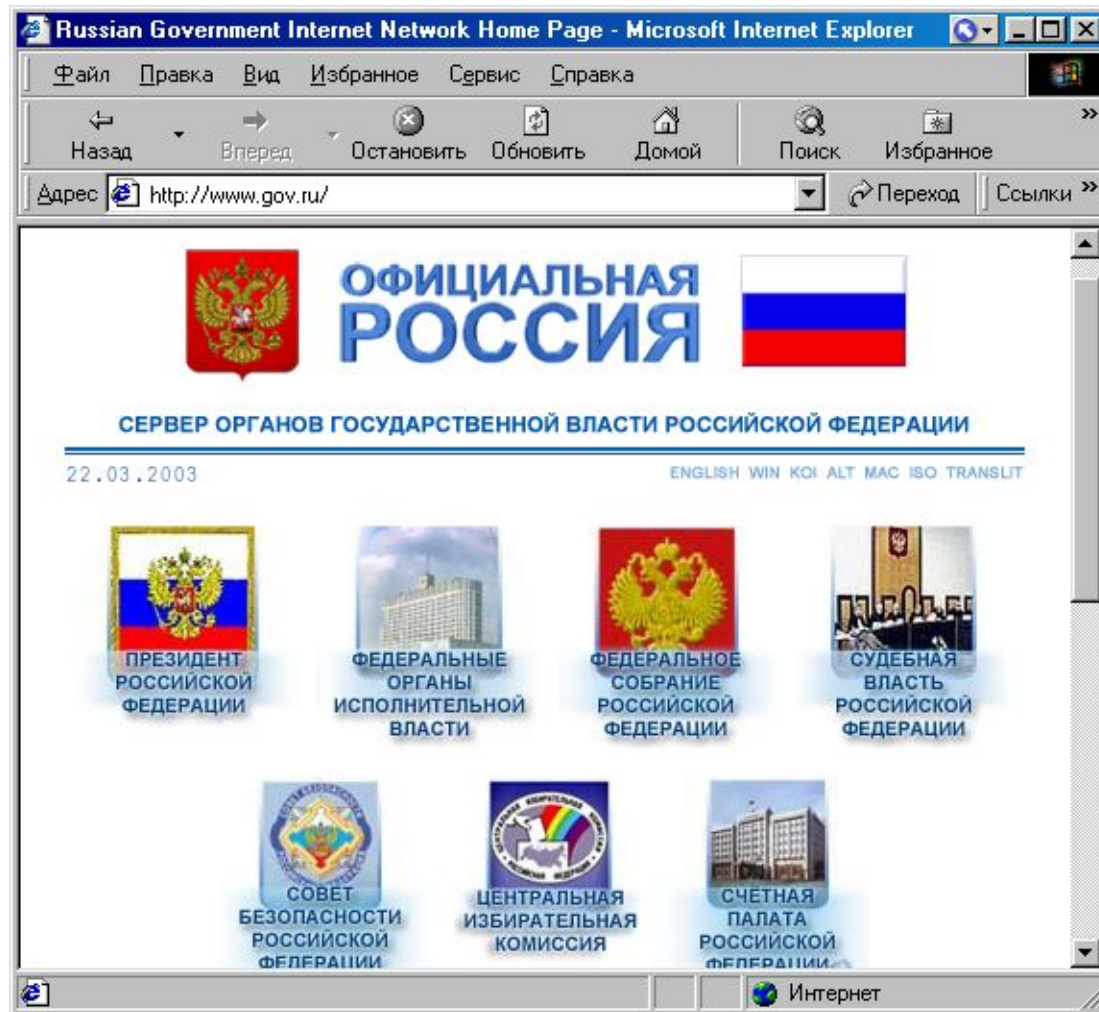 Russian Government Internet Network Home Page - Microsoft Internet Explorer
Файл Правка Вид Избранное Сервис Справка
Назад Вперед Остановить Обновить Домой Поиск Избранное »
Адрес http://www.gov.ru/ Переход Ссылки »
ОФИЦИАЛЬНАЯ
РОССИЯ
СЕРВЕР ОРГАНОВ ГОСУДАРСТВЕННОЙ ВЛАСТИ РОССИЙСКОЙ ФЕДЕРАЦИИ
22.03.2003 ENGLISH WIN KOI ALT MAC ISO TRANSLIT
ПРЕЗИДЕНТ
РОССИЙСКОЙ
ФЕДЕРАЦИИ
ФЕДЕРАЛЬНЫЕ
ОРГАНЫ
ИСПОЛНИТЕЛЬНОЙ
ВЛАСТИ
ФЕДЕРАЛЬНОЕ
СОБРАНИЕ
РОССИЙСКОЙ
ФЕДЕРАЦИИ
СУДЕБНАЯ
ВЛАСТЬ
РОССИЙСКОЙ
ФЕДЕРАЦИИ
СОВЕТ
БЕЗОПАСНОСТИ
РОССИЙСКОЙ
ФЕДЕРАЦИИ
ЦЕНТРАЛЬНАЯ
ИЗБИРАТЕЛЬНАЯ
КОМИССИЯ
СЧЁТНАЯ
ПАЛАТА
РОССИЙСКОЙ
ФЕДЕРАЦИИ
Интернет